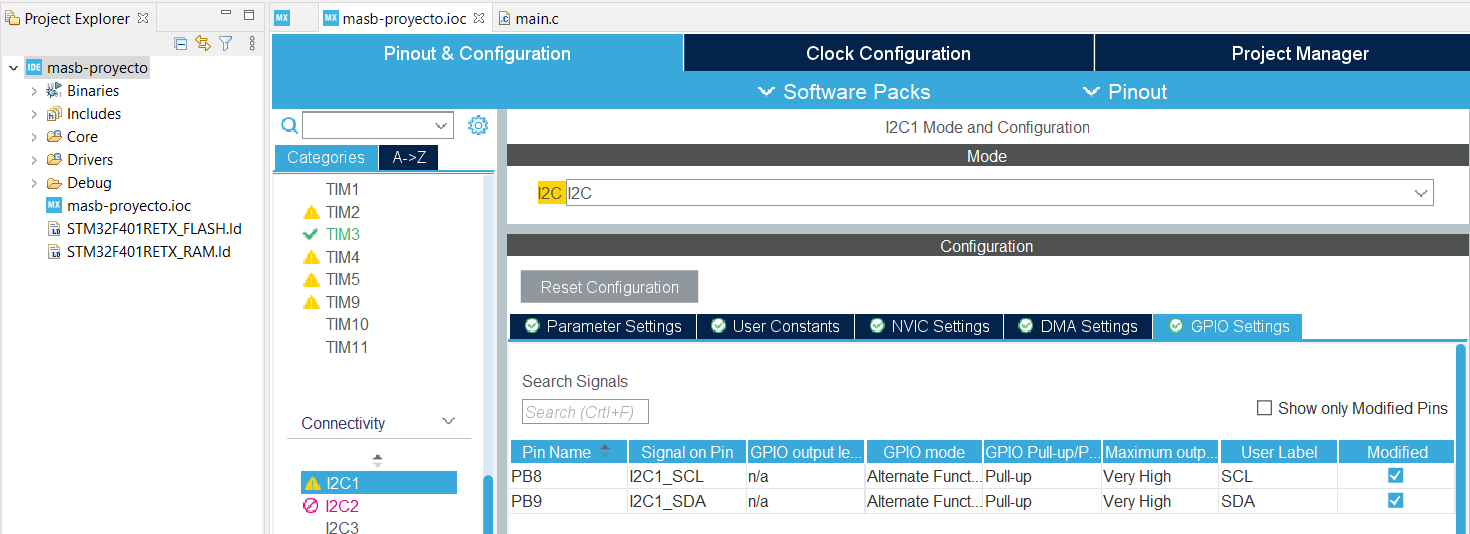 Project Explorer
IDE masb-proyecto
Binaries
Includes
Core
Drivers
Debug
MX masb-proyecto.ioc
STM32F401RETX_FLASH.ld
STM32F401RETX_RAM.ld
MX
MX masb-proyecto.ioc
main.c
Pinout & Configuration
Clock Configuration
Project Manager
Software Packs
Pinout
Categories
A->Z
TIM1
TIM2
TIM3
TIM4
TIM5
TIM9
TIM10
TIM11
Connectivity
I2C1
I2C2
I2C3
I2C1 Mode and Configuration
Mode
I2C I2C
Configuration
Reset Configuration
Parameter Settings
User Constants
NVIC Settings
DMA Settings
GPIO Settings
Search Signals
Search (Crtl+F)
Show only Modified Pins
Pin Name Signal on Pin GPIO output le... GPIO mode GPIO Pull-up/P... Maximum outp... User Label Modified
PB8 I2C1_SCL n/a Alternate Funct... Pull-up Very High SCL
PB9 I2C1_SDA n/a Alternate Funct... Pull-up Very High SDA